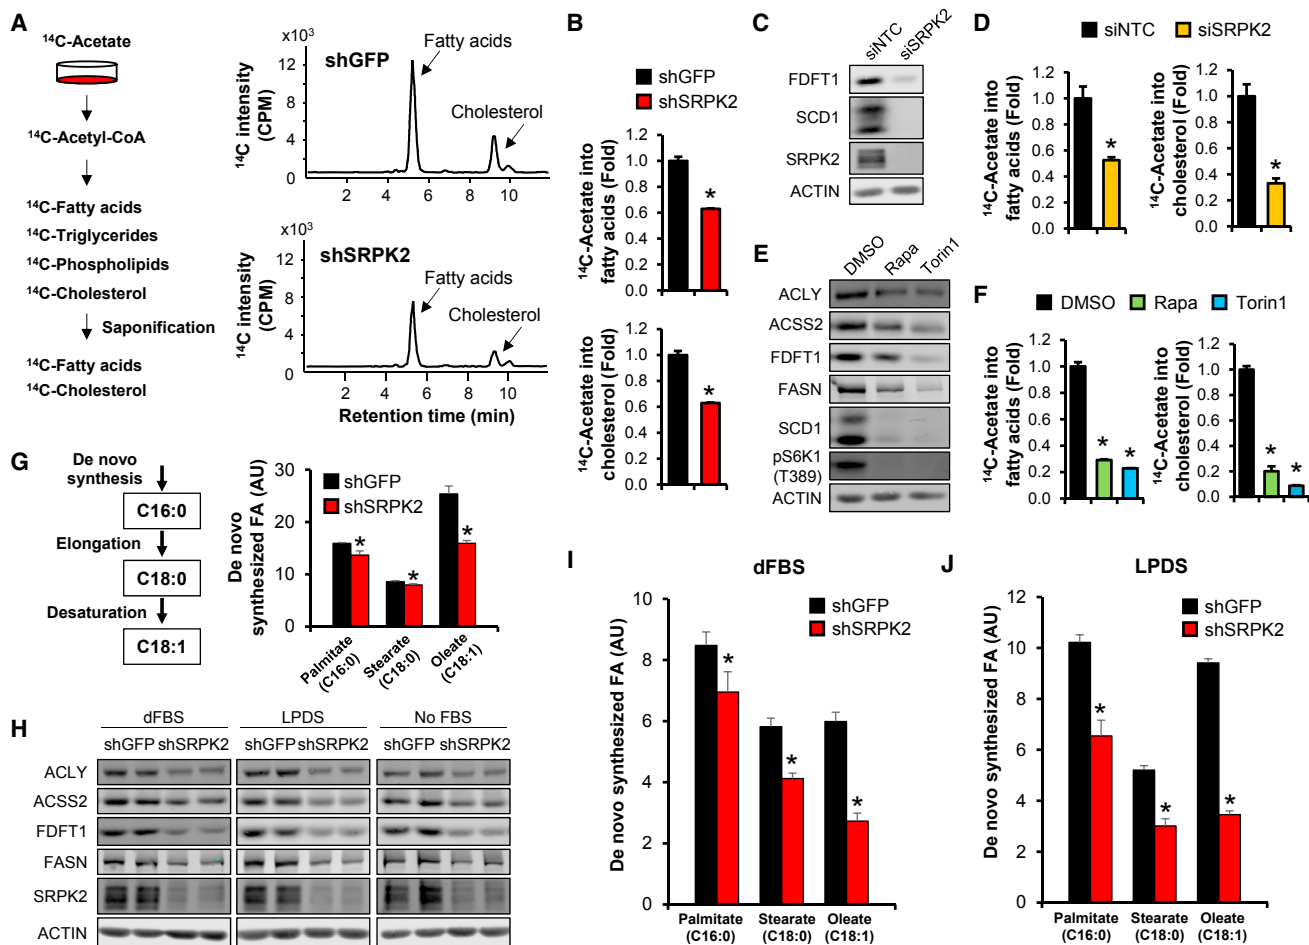 A
¹⁴C-Acetate
¹⁴C-Acetyl-CoA
¹⁴C-Fatty acids
¹⁴C-Triglycerides
¹⁴C-Phospholipids
¹⁴C-Cholesterol
Saponification
¹⁴C-Fatty acids
¹⁴C-Cholesterol
x10³
shGFP
Fatty acids
Cholesterol
¹⁴C intensity
(CPM)
12
8
4
0
2 4 6 8 10
x10³
shSRPK2
Fatty acids
Cholesterol
¹⁴C intensity
(CPM)
12
8
4
0
2 4 6 8 10
Retention time (min)
B
shGFP
shSRPK2
¹⁴C-Acetate into
fatty acids (Fold)
1.2
1.0
0.8
0.6
0.4
0.2
0.0
*
¹⁴C-Acetate into
cholesterol (Fold)
1.2
1.0
0.8
0.6
0.4
0.2
0.0
*
C
siNTC siSRPK2
FDFT1
SCD1
SRPK2
ACTIN
D
siNTC siSRPK2
¹⁴C-Acetate into
fatty acids (Fold)
1.2
1.0
0.8
0.6
0.4
0.2
0.0
*
¹⁴C-Acetate into
cholesterol (Fold)
1.2
1.0
0.8
0.6
0.4
0.2
0.0
*
E
DMSO Rapa Torin1
ACLY
ACSS2
FDFT1
FASN
SCD1
pS6K1
(T389)
ACTIN
F
DMSO Rapa Torin1
¹⁴C-Acetate into
fatty acids (Fold)
1.2
1.0
0.8
0.6
0.4
0.2
0.0
* *
¹⁴C-Acetate into
cholesterol (Fold)
1.2
1.0
0.8
0.6
0.4
0.2
0.0
* *
G
De novo
synthesis
C16:0
Elongation
C18:0
Desaturation
C18:1
De novo
synthesized FA (AU)
30
20
10
0
shGFP
shSRPK2
* * *
Palmitate
(C16:0)
Stearate
(C18:0)
Oleate
(C18:1)
H
dFBS LPDS No FBS
shGFP shSRPK2 shGFP shSRPK2 shGFP shSRPK2
ACLY
ACSS2
FDFT1
FASN
SRPK2
ACTIN
I
dFBS
shGFP
shSRPK2
De novo synthesized FA (AU)
10
8
6
4
2
0
* * *
Palmitate Stearate Oleate
(C16:0) (C18:0) (C18:1)
J
LPDS
shGFP
shSRPK2
De novo synthesized FA (AU)
12
10
8
6
4
2
0
* * *
Palmitate Stearate Oleate
(C16:0) (C18:0) (C18:1)